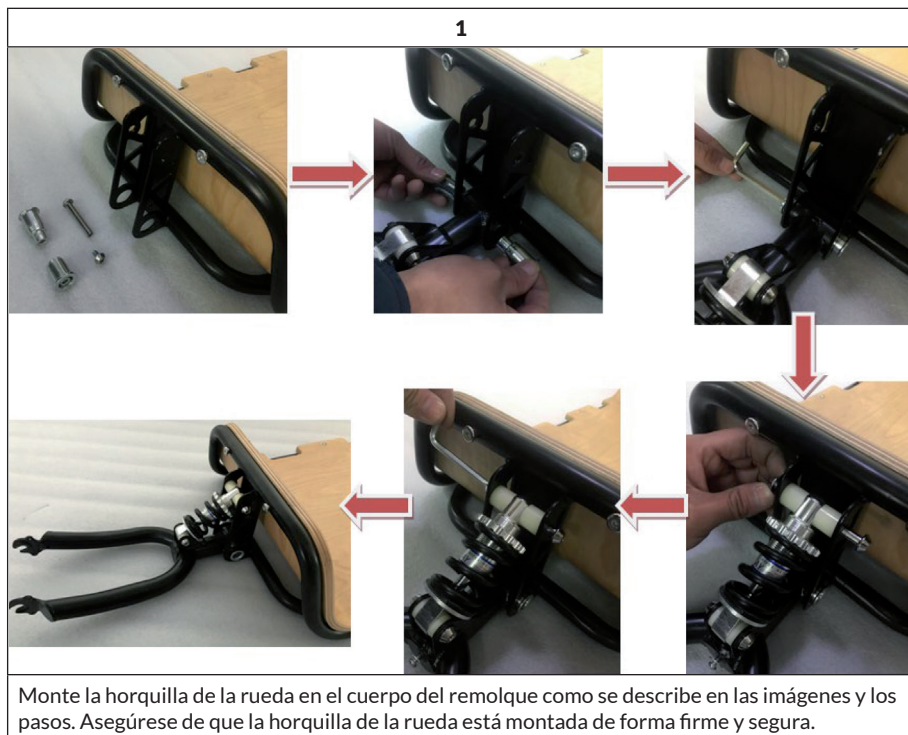 1
Monte la horquilla de la rueda en el cuerpo del remolque como se describe en las imágenes y los
pasos. Asegúrese de que la horquilla de la rueda está montada de forma firme y segura.